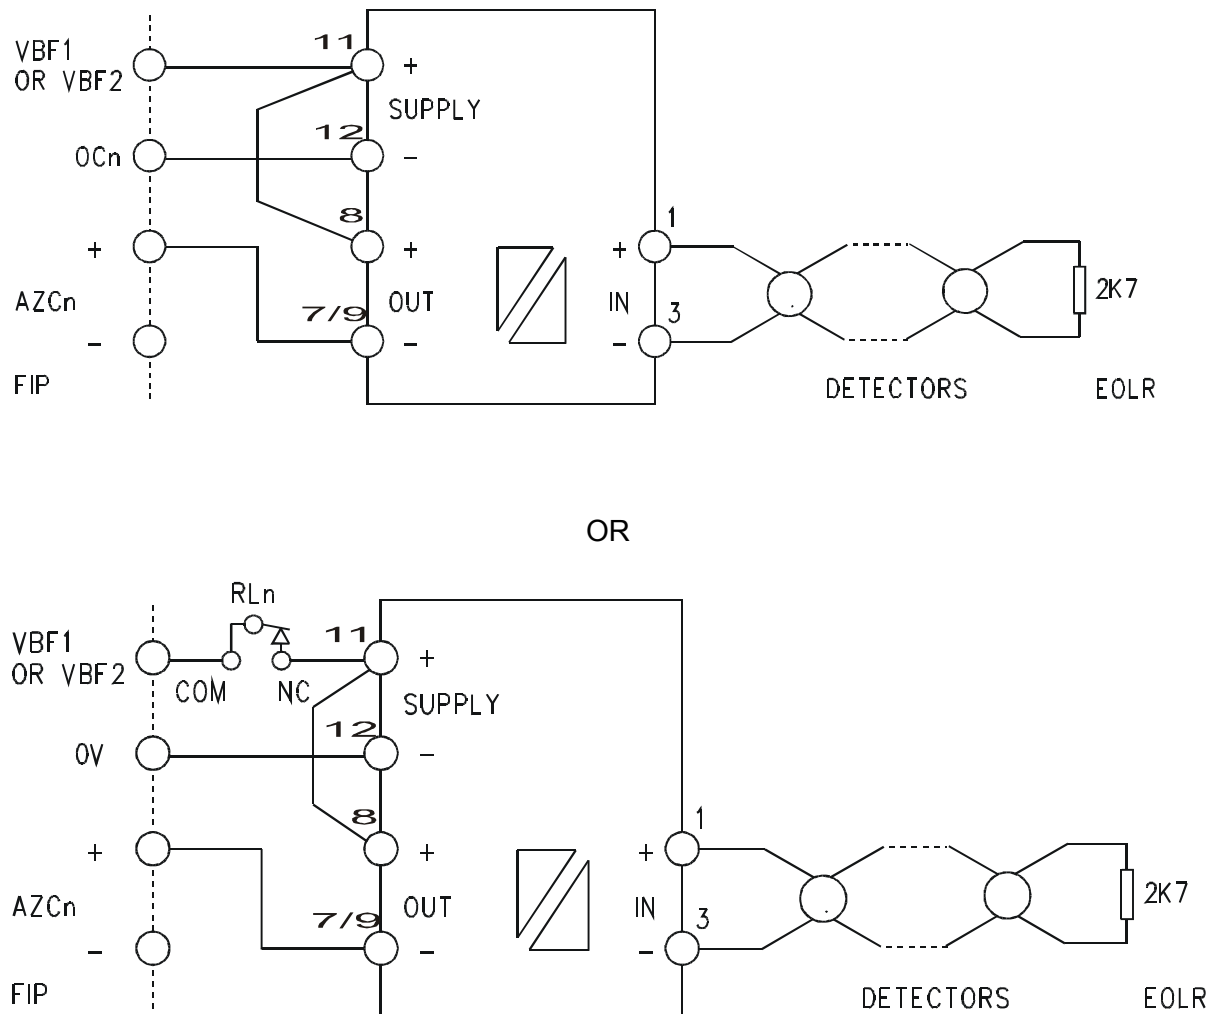 VBF1
OR VBF2
11
+
SUPPLY
12
OCn
-
8
1
+
+
+
AZCn
7/9
OUT
IN
3
2K7
-
-
-
FIP
DETECTORS
EOLR
OR
RLn
VBF1
OR VBF2
11
+
COM
NC
SUPPLY
12
0V
-
8
1
+
+
+
AZCn
7/9
OUT
IN
3
2K7
-
-
-
FIP
DETECTORS
EOLR